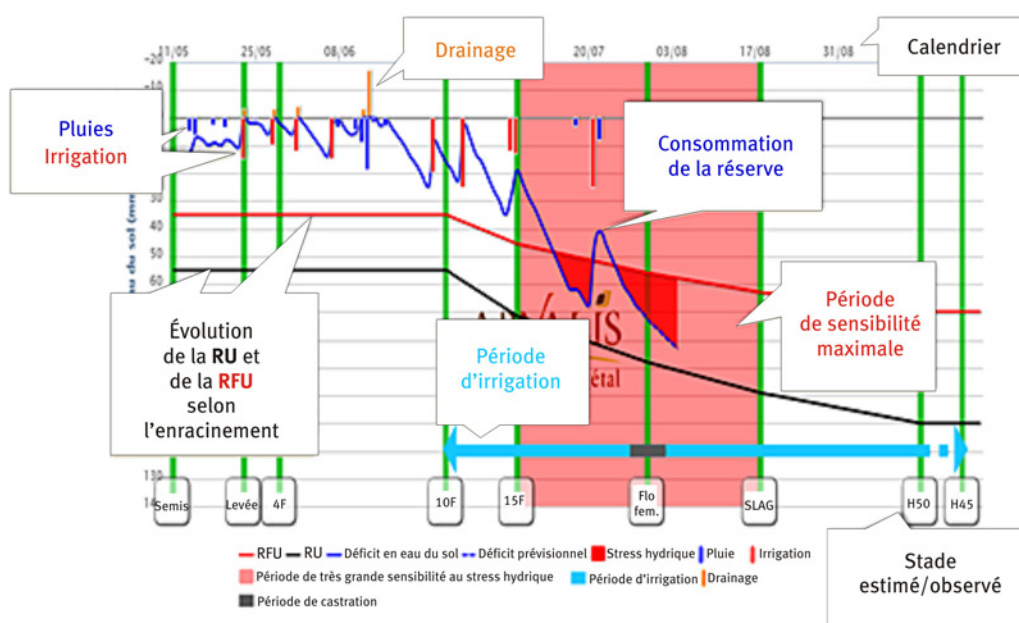 11/05 25/05 08/06 20/07 03/08 17/08 31/08
Drainage
Calendrier
-20
Pluies
Irrigation
Consommation
de la réserve
30
40
50
60
Évolution
de la RU et
de la RFU
selon
l'enracinement
Période
d'irrigation
Période
de sensibilité
maximale
étal
130
Semis Levée 4F 10F 15F Flo fem. SLAG H50 H45
RFU RU Déficit en eau du sol Déficit prévisionnel Stress hydrique Pluie Irrigation
Période de très grande sensibilité au stress hydrique Période d'irrigation Drainage
Période de castration
Stade
estimé/observé